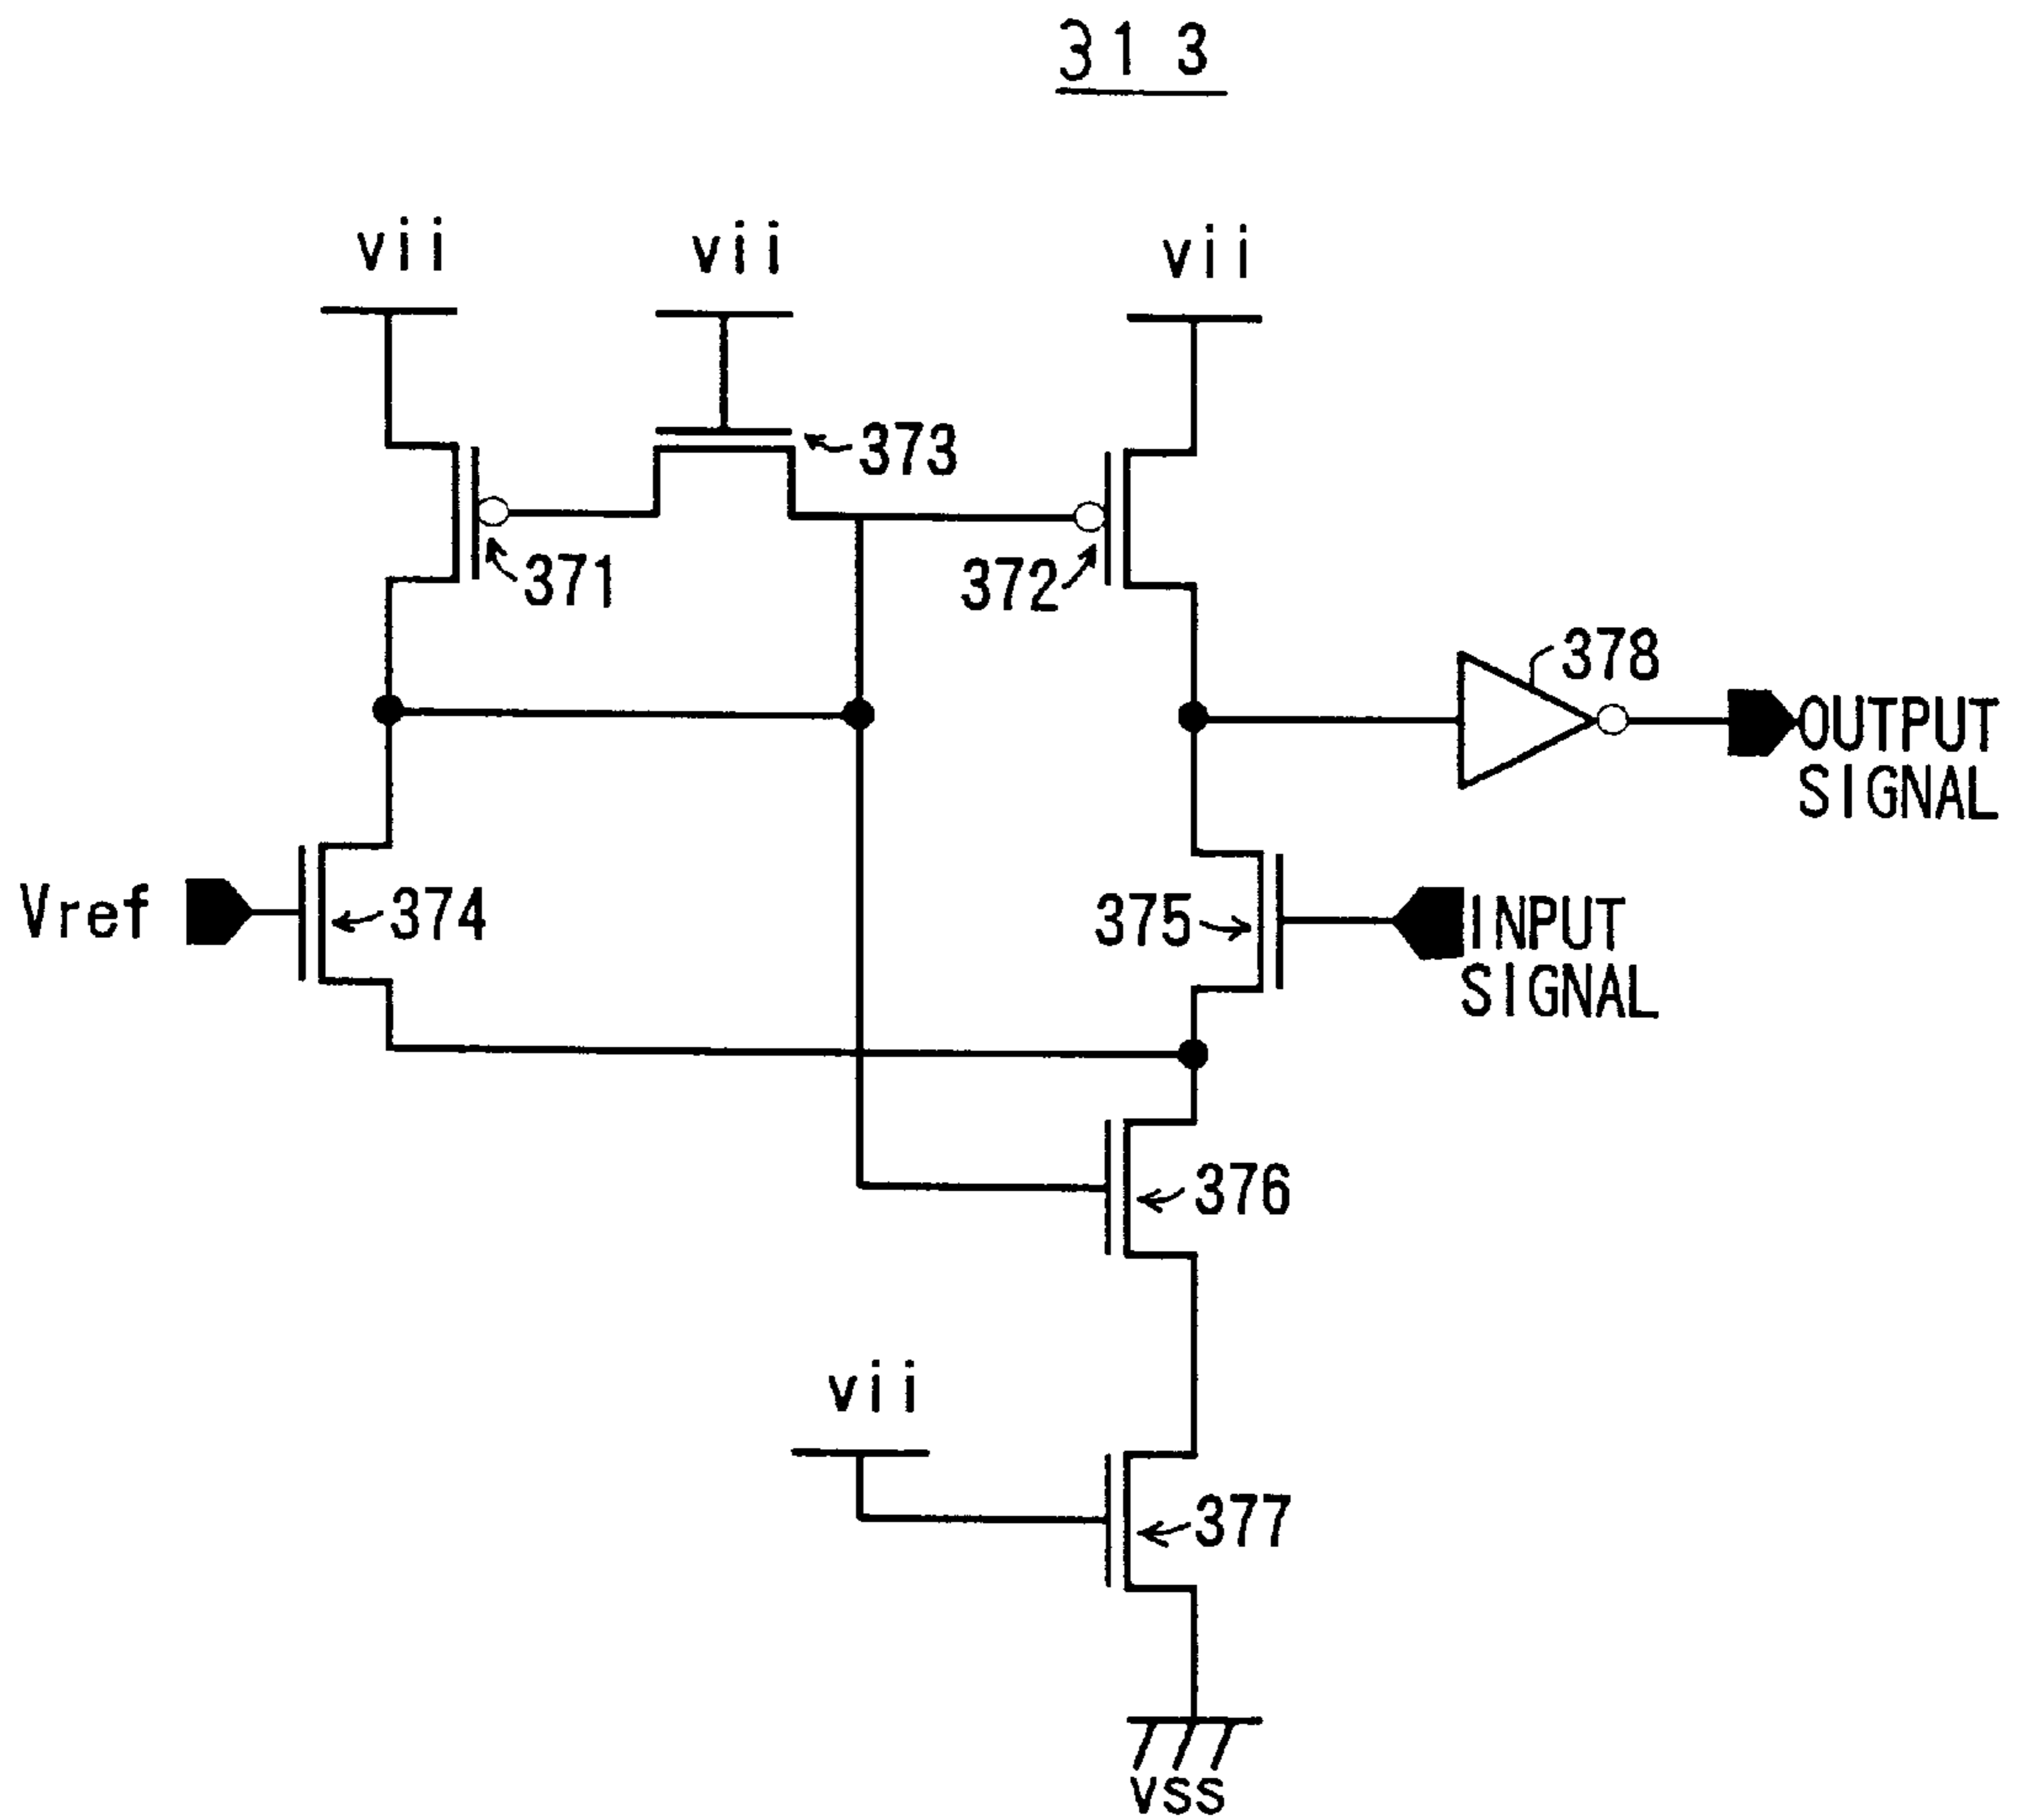 313
vii
vii
vii
373
371
372
378
OUTPUT
SIGNAL
Vref
374
375
INPUT
SIGNAL
376
vii
377
vss